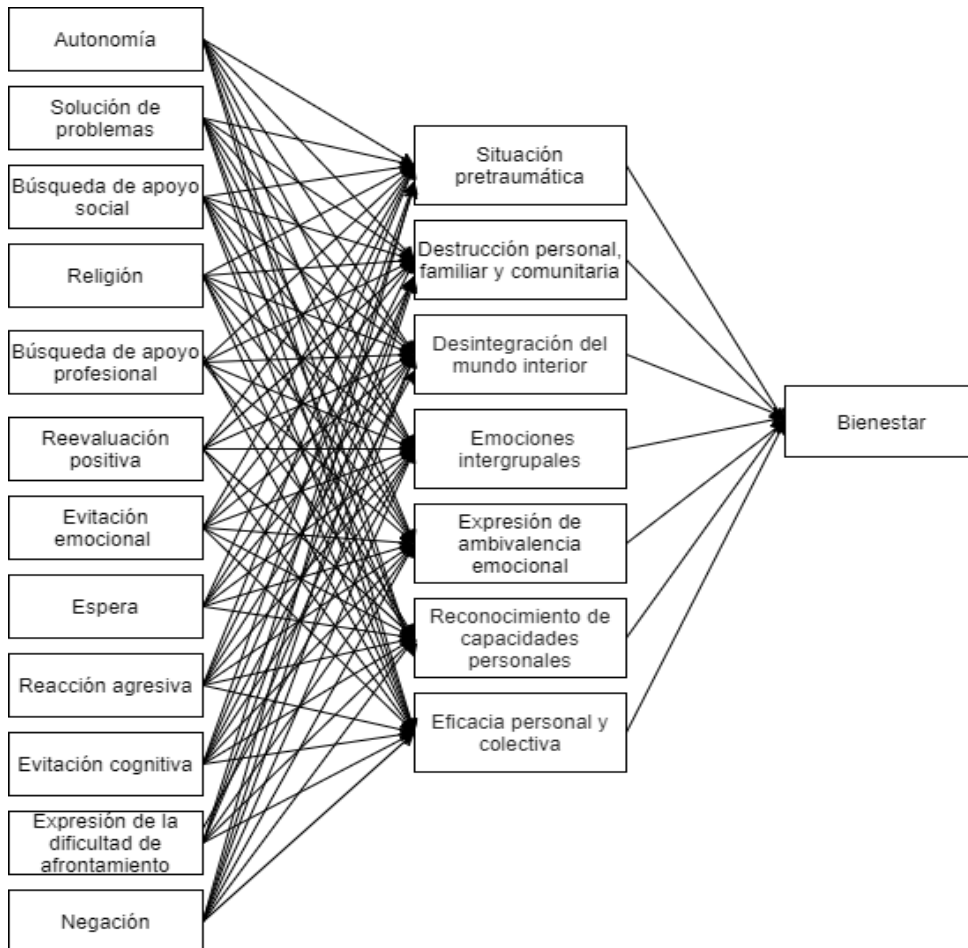 Autonomía
Solución de
problemas
Búsqueda de apoyo
social
Religión
Búsqueda de apoyo
profesional
Reevaluación
positiva
Evitación
emocional
Espera
Reacción agresiva
Evitación cognitiva
Expresión de la
dificultad de
afrontamiento
Negación
Situación
pretraumática
Destrucción personal,
familiar y comunitaria
Desintegración del
mundo interior
Emociones
intergrupales
Expresión de
ambivalencia
emocional
Reconocimiento de
capacidades
personales
Eficacia personal y
colectiva
Bienestar